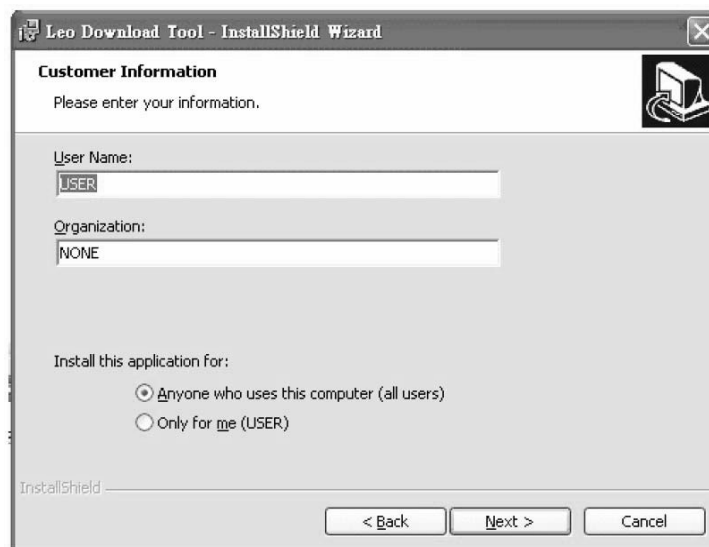 Leo Download Tool - InstallShield Wizard
Customer Information
Please enter your information.
User Name:
USER
Organization:
NONE
Install this application for:
Anyone who uses this computer (all users)
Only for me (USER)
InstallShield
< Back Next > Cancel